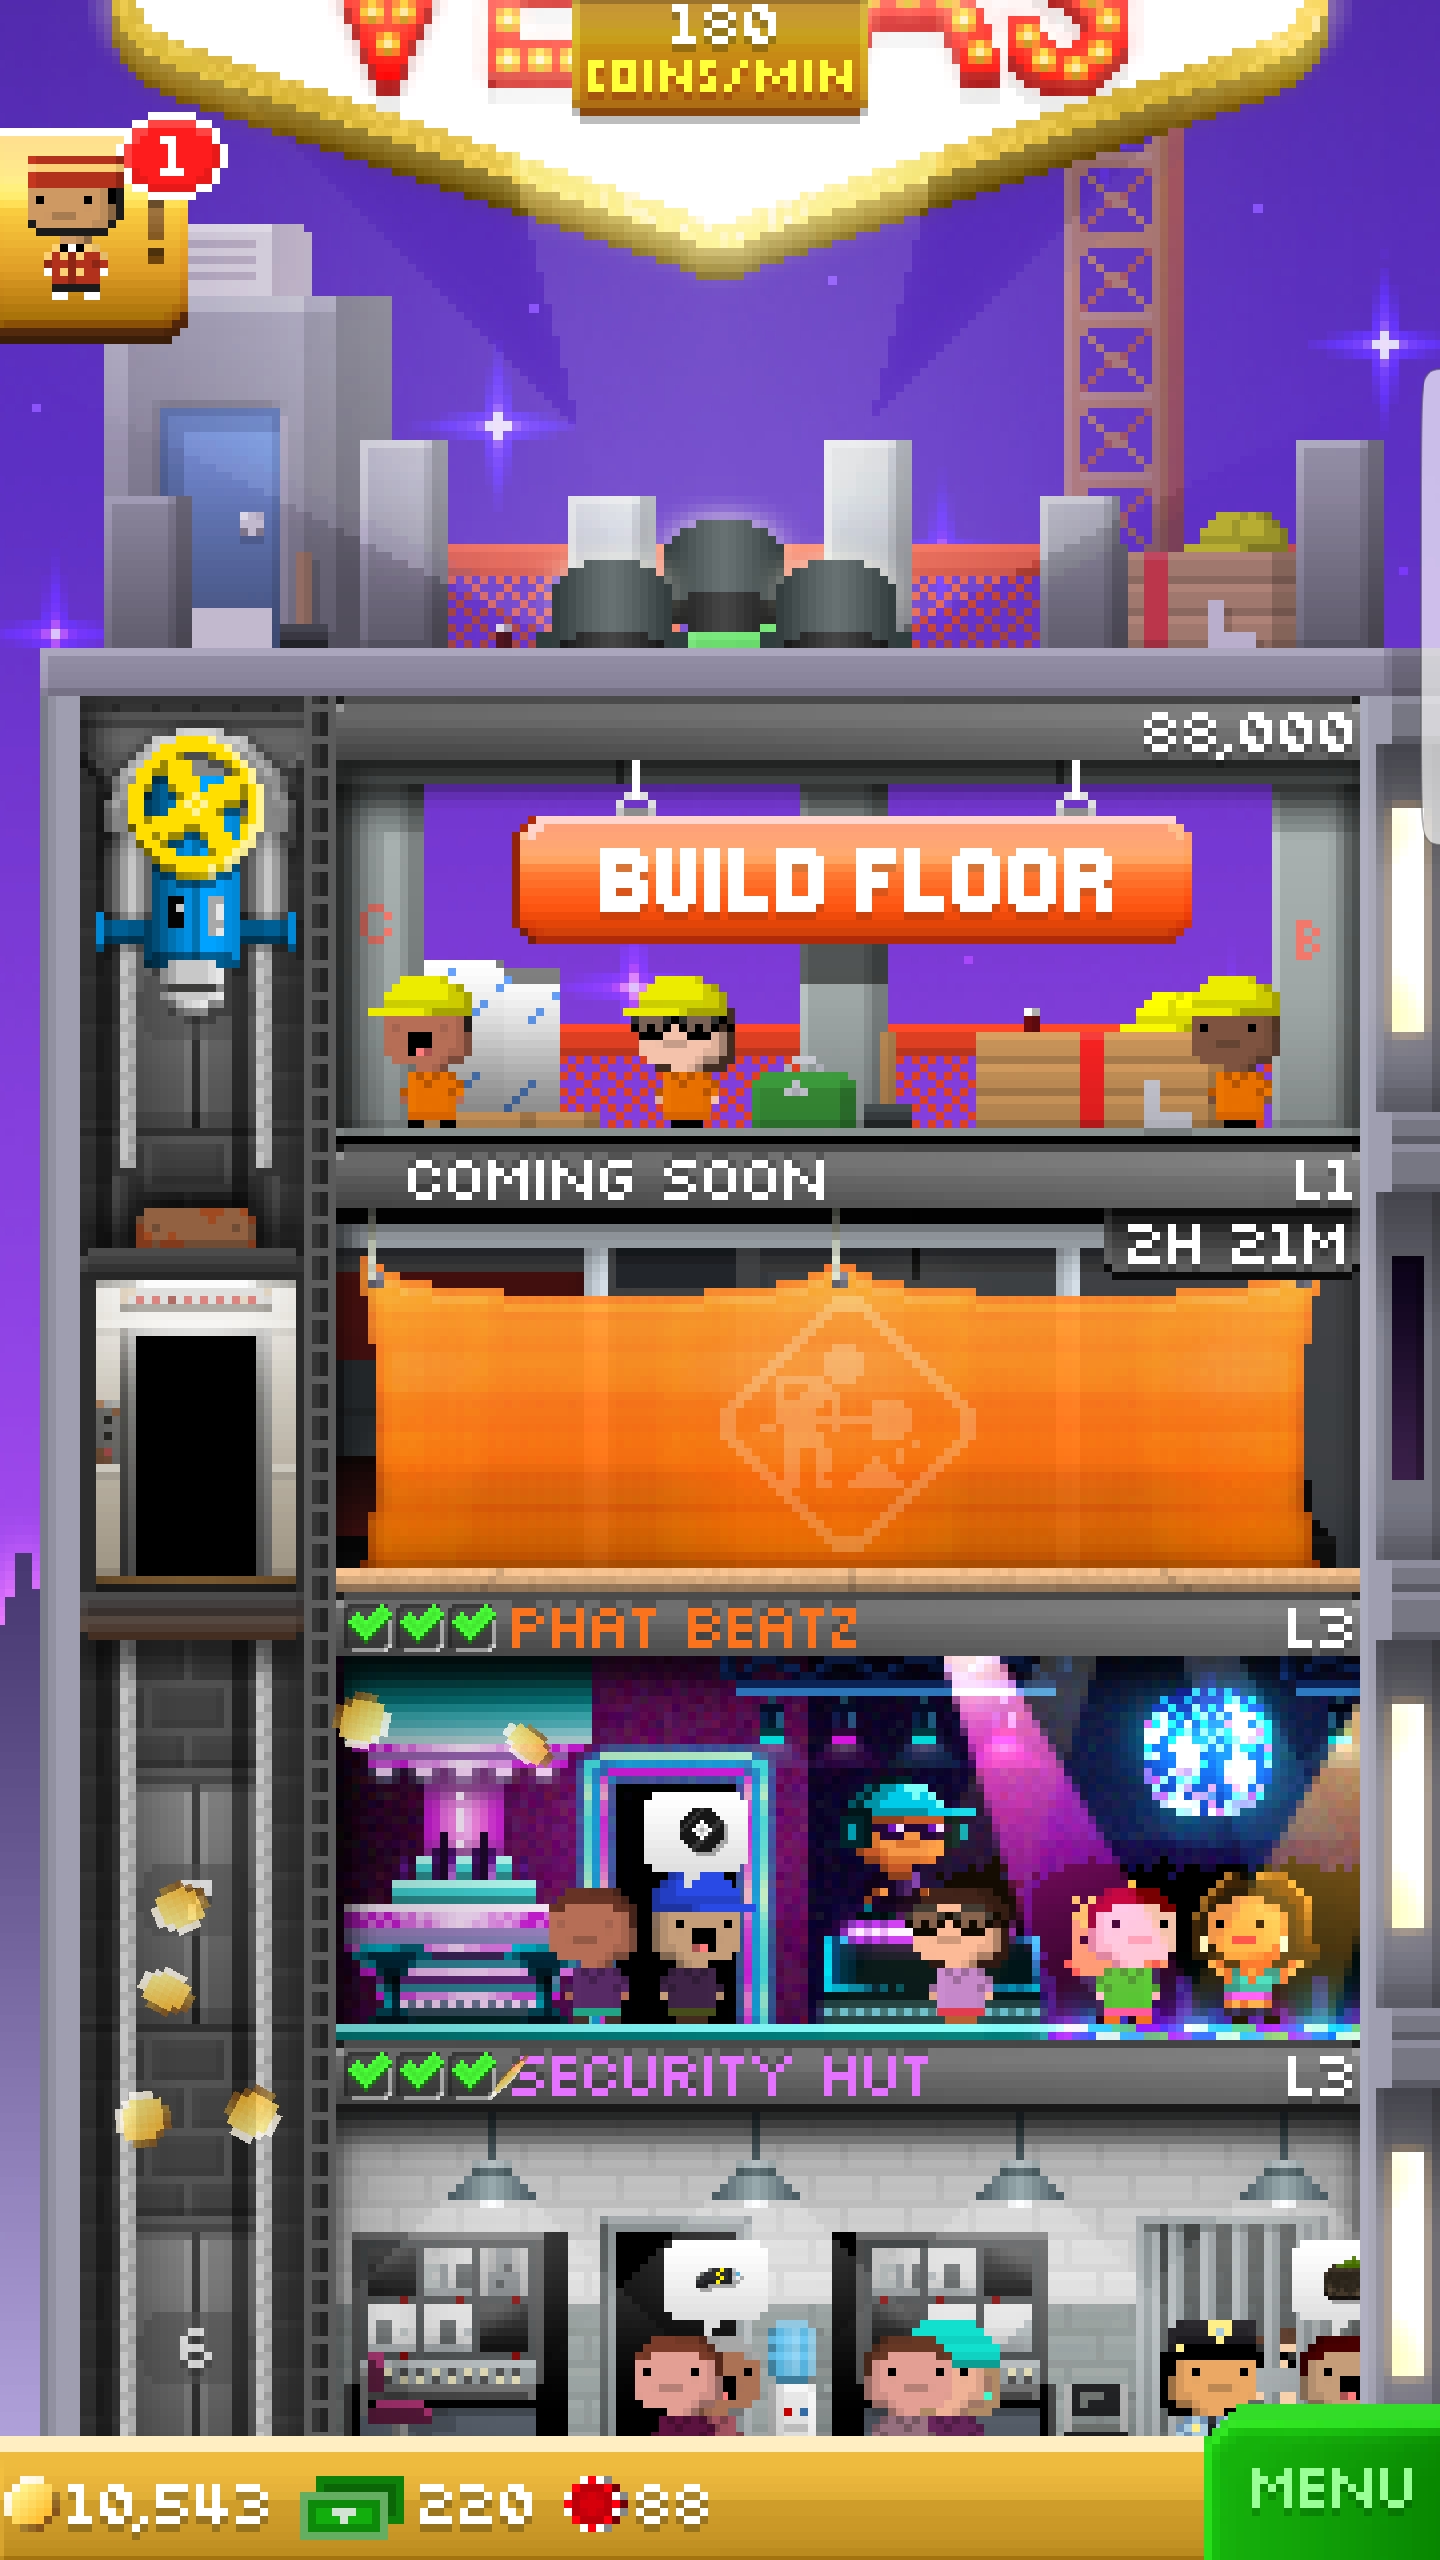 VEGAS
180
COINS/MIN
1
!
88,000
BUILD FLOOR
C
B
COMING SOON
L1
2H 21M
PHAT BEATZ
L3
SECURITY HUT
L3
6
10,543
220
88
MENU